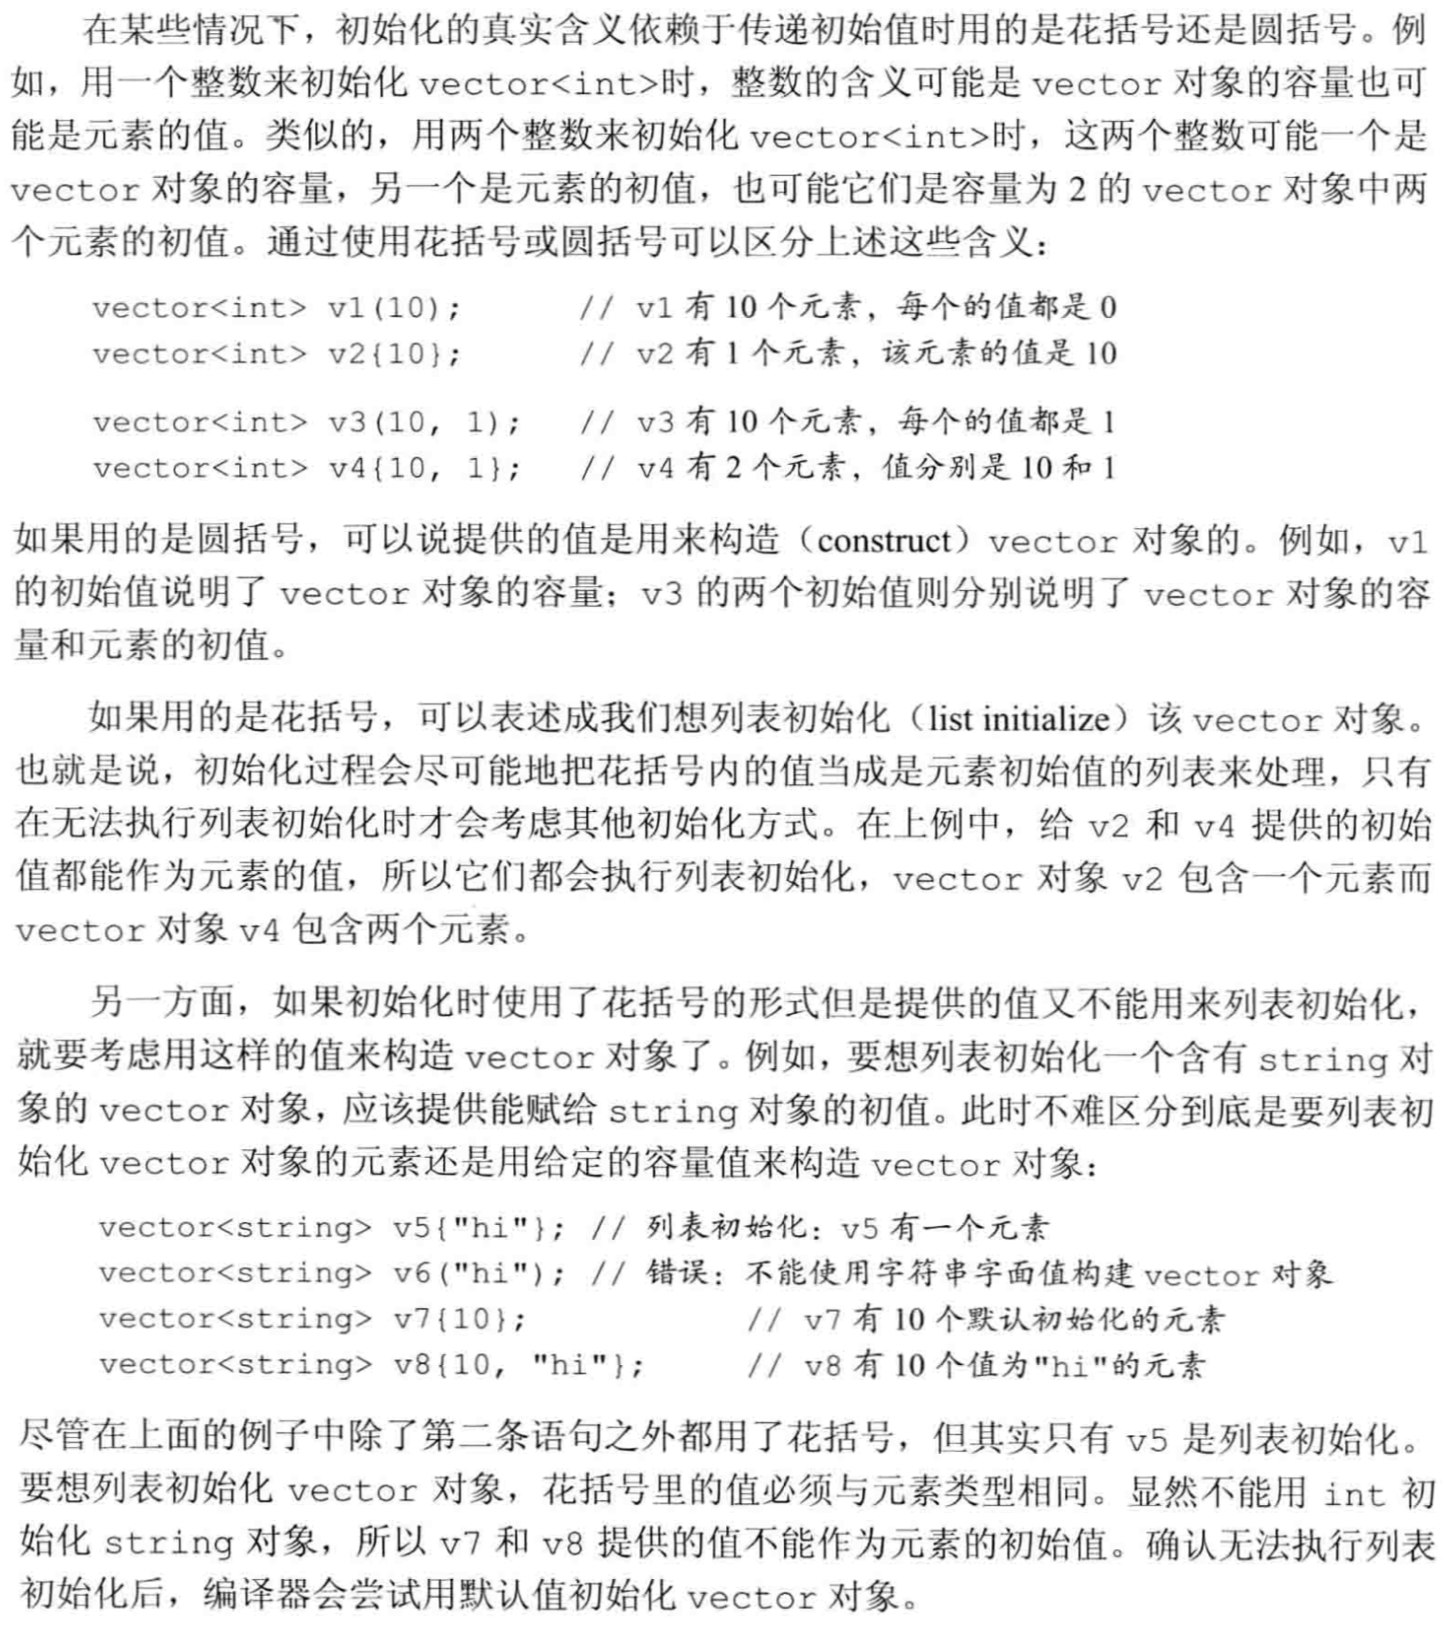 在某些情况下，初始化的真实含义依赖于传递初始值时用的是花括号还是圆括号。例
如，用一个整数来初始化 vector<int>时，整数的含义可能是 vector 对象的容量也可
能是元素的值。类似的，用两个整数来初始化 vector<int>时，这两个整数可能一个是
vector 对象的容量，另一个是元素的初值，也可能它们是容量为 2 的 vector 对象中两
个元素的初值。通过使用花括号或圆括号可以区分上述这些含义：
vector<int> v1(10);      // v1 有 10 个元素，每个的值都是 0
vector<int> v2{10};      // v2 有 1 个元素，该元素的值是 10
vector<int> v3(10, 1);   // v3 有 10 个元素，每个的值都是 1
vector<int> v4{10, 1};   // v4 有 2 个元素，值分别是 10 和 1
如果用的是圆括号，可以说提供的值是用来构造（construct）vector 对象的。例如，v1
的初始值说明了 vector 对象的容量；v3 的两个初始值则分别说明了 vector 对象的容
量和元素的初值。
如果用的是花括号，可以表述成我们想列表初始化（list initialize）该 vector 对象。
也就是说，初始化过程会尽可能地把花括号内的值当成是元素初始值的列表来处理，只有
在无法执行列表初始化时才会考虑其他初始化方式。在上例中，给 v2 和 v4 提供的初始
值都能作为元素的值，所以它们都会执行列表初始化，vector 对象 v2 包含一个元素而
vector 对象 v4 包含两个元素。
另一方面，如果初始化时使用了花括号的形式但是提供的值又不能用来列表初始化，
就要考虑用这样的值来构造 vector 对象了。例如，要想列表初始化一个含有 string 对
象的 vector 对象，应该提供能赋给 string 对象的初值。此时不难区分到底是要列表初
始化 vector 对象的元素还是用给定的容量值来构造 vector 对象：
vector<string> v5{"hi"}; // 列表初始化：v5 有一个元素
vector<string> v6("hi"); // 错误：不能使用字符串字面值构建 vector 对象
vector<string> v7{10};           // v7 有 10 个默认初始化的元素
vector<string> v8{10, "hi"};     // v8 有 10 个值为"hi"的元素
尽管在上面的例子中除了第二条语句之外都用了花括号，但其实只有 v5 是列表初始化。
要想列表初始化 vector 对象，花括号里的值必须与元素类型相同。显然不能用 int 初
始化 string 对象，所以 v7 和 v8 提供的值不能作为元素的初始值。确认无法执行列表
初始化后，编译器会尝试用默认值初始化 vector 对象。